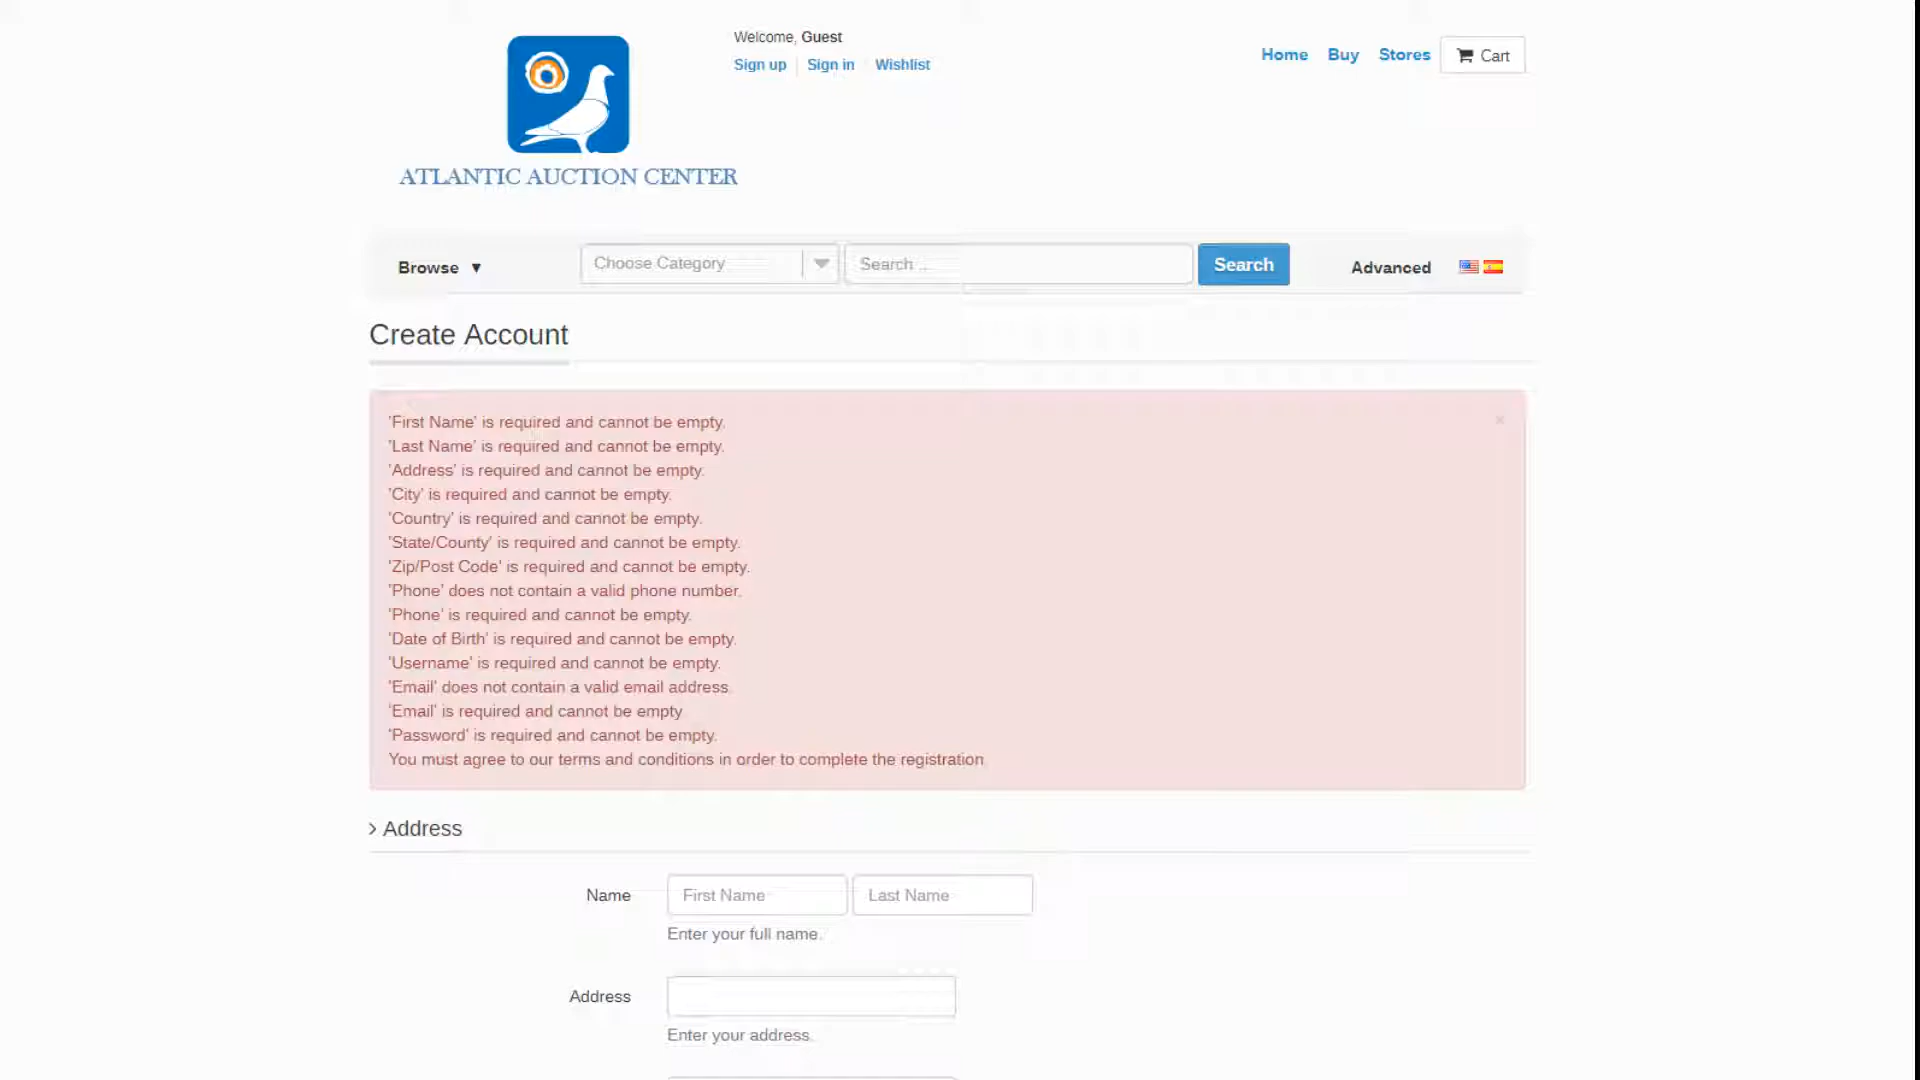 Welcome, Guest
Sign up
Sign in
Wishlist
Home
Buy
Stores
Cart
ATLANTIC AUCTION CENTER
Browse ▼
Choose Category
Search ...
Search
Advanced
Create Account
'First Name' is required and cannot be empty.
'Last Name' is required and cannot be empty.
'Address' is required and cannot be empty.
'City' is required and cannot be empty.
'Country' is required and cannot be empty.
'State/County' is required and cannot be empty.
'Zip/Post Code' is required and cannot be empty.
'Phone' does not contain a valid phone number.
'Phone' is required and cannot be empty.
'Date of Birth' is required and cannot be empty.
'Username' is required and cannot be empty.
'Email' does not contain a valid email address.
'Email' is required and cannot be empty
'Password' is required and cannot be empty.
You must agree to our terms and conditions in order to complete the registration.
×
> Address
Name
First Name
Last Name
Enter your full name.
Address
Enter your address.